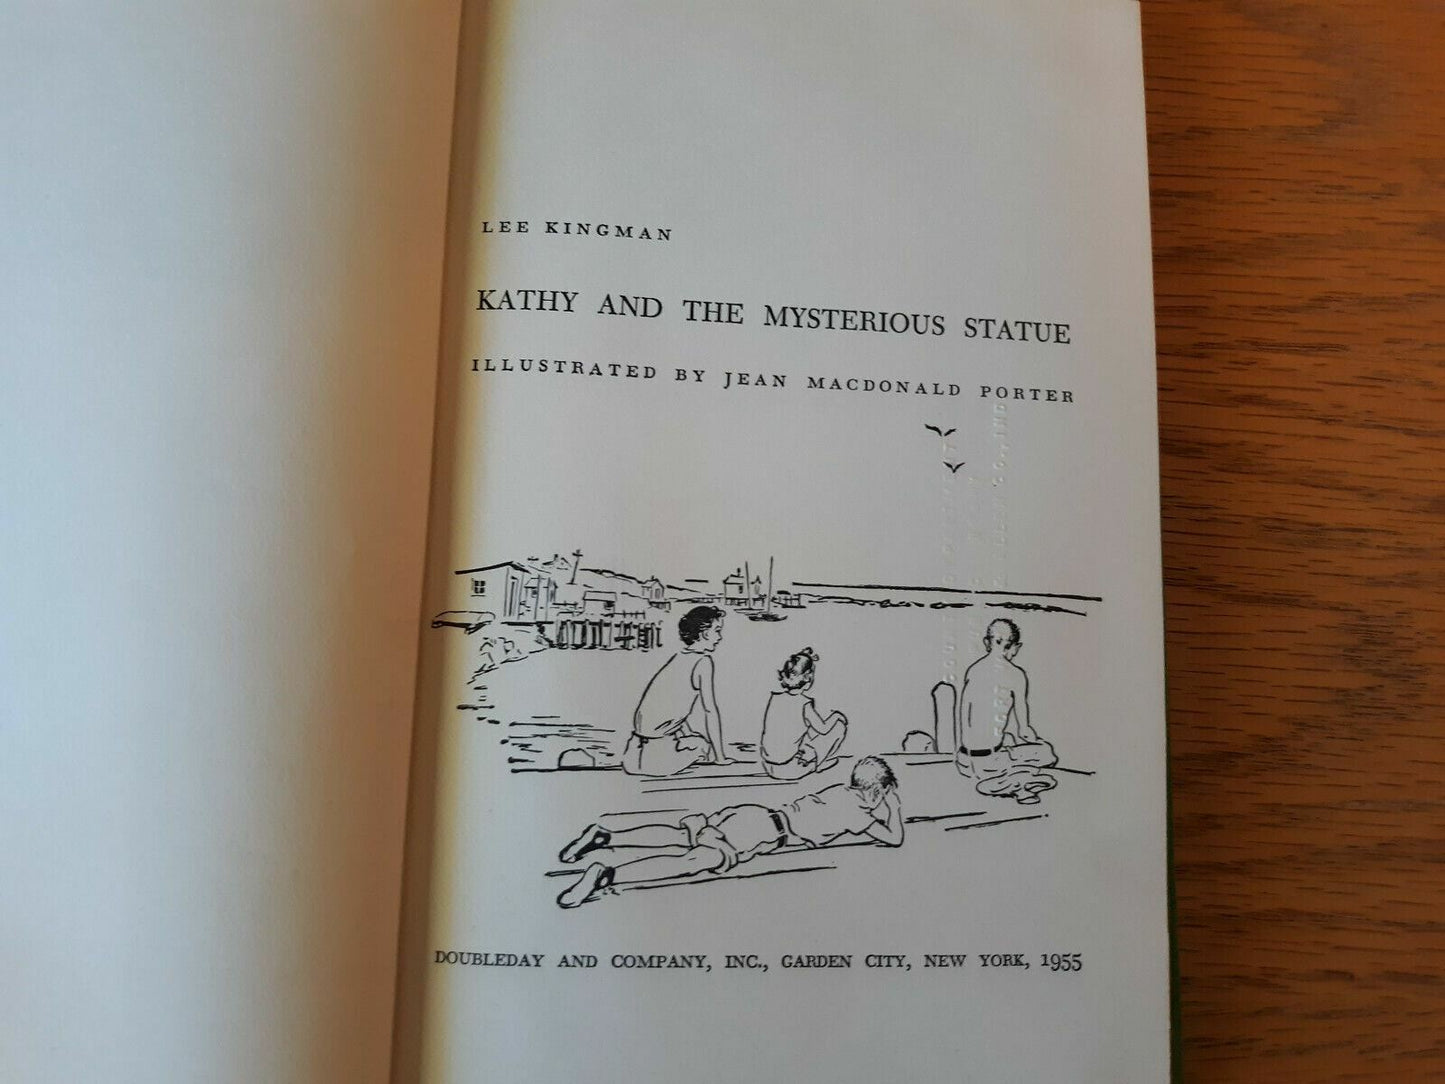 LEE KINGMAN
KATHY AND THE MYSTERIOUS STATUE
ILLUSTRATED BY JEAN MACDONALD PORTER
DOUBLEDAY AND COMPANY, INC., GARDEN CITY, NEW YORK, 1955